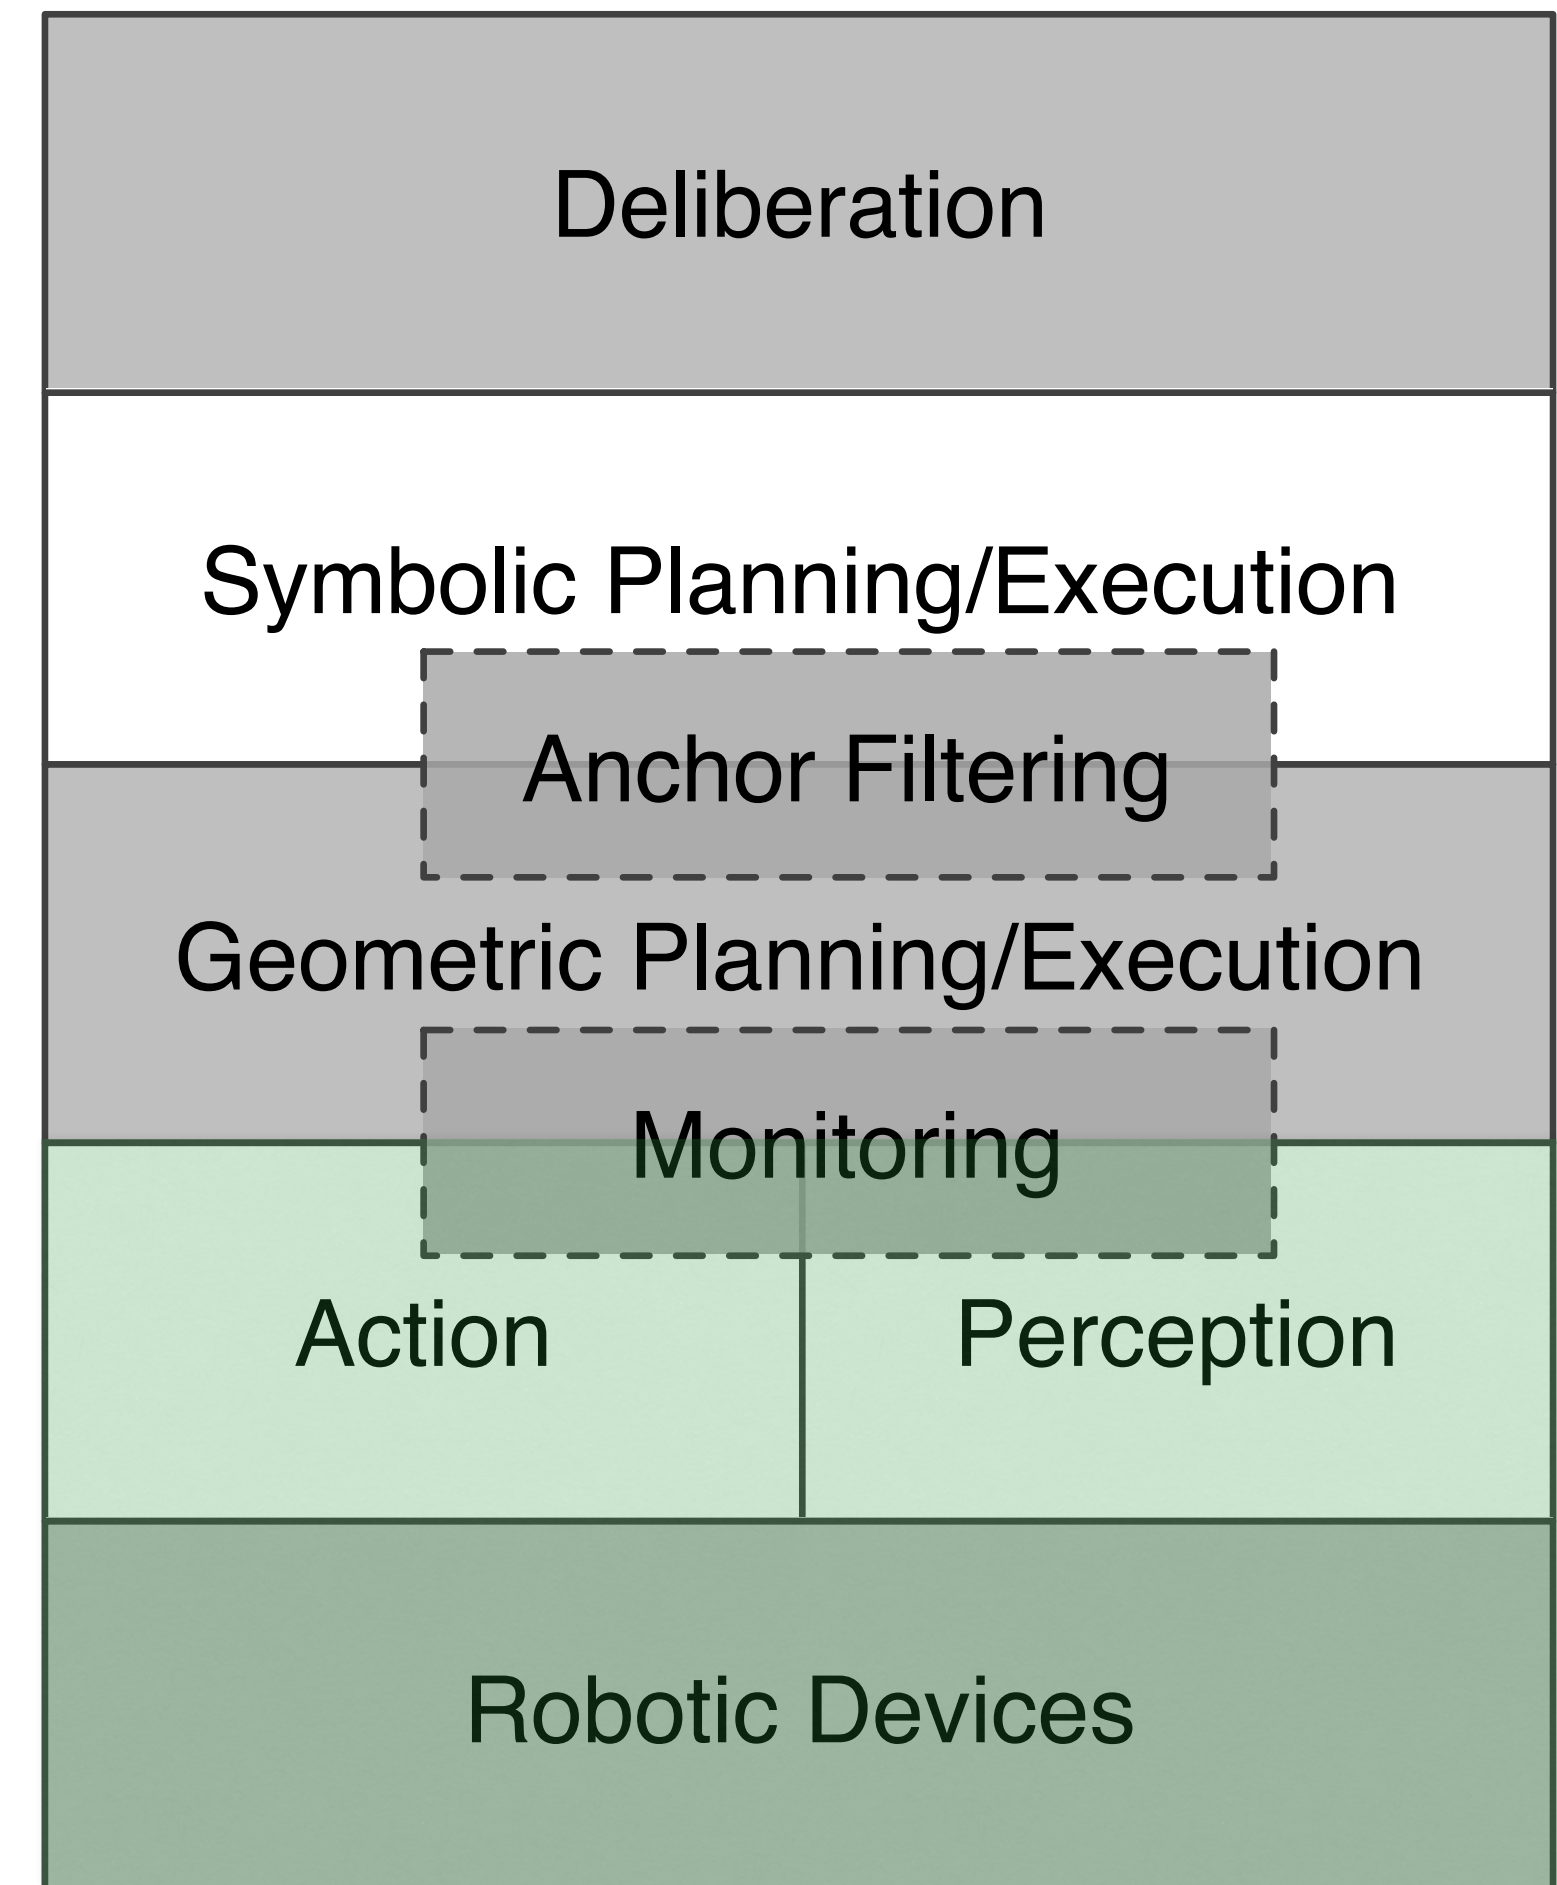 Deliberation
Symbolic Planning/Execution
Anchor Filtering
Geometric Planning/Execution
Monitoring
Action
Perception
Robotic Devices